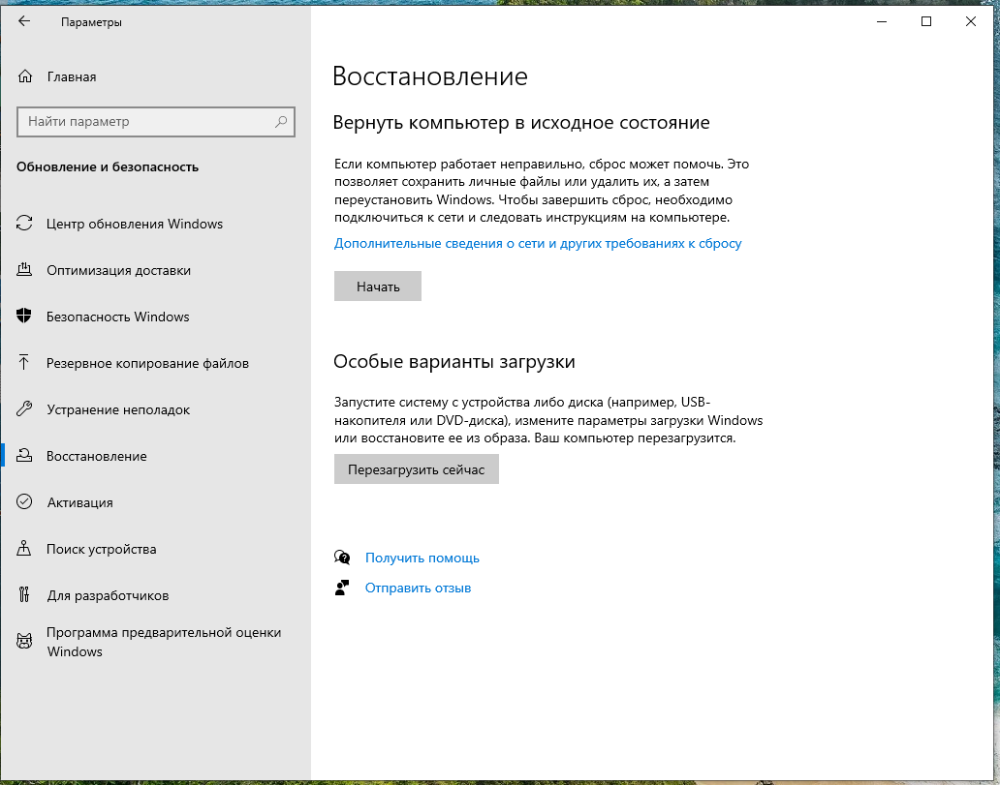 Параметры
Главная
Найти параметр
Обновление и безопасность
Центр обновления Windows
Оптимизация доставки
Безопасность Windows
Резервное копирование файлов
Устранение неполадок
Восстановление
Активация
Поиск устройства
Для разработчиков
Программа предварительной оценки
Windows
Восстановление
Вернуть компьютер в исходное состояние
Если компьютер работает неправильно, сброс может помочь. Это
позволяет сохранить личные файлы или удалить их, а затем
переустановить Windows. Чтобы завершить сброс, необходимо
подключиться к сети и следовать инструкциям на компьютере.
Дополнительные сведения о сети и других требованиях к сбросу
Начать
Особые варианты загрузки
Запустите систему с устройства либо диска (например, USB-
накопителя или DVD-диска), измените параметры загрузки Windows
или восстановите ее из образа. Ваш компьютер перезагрузится.
Перезагрузить сейчас
Получить помощь
Отправить отзыв